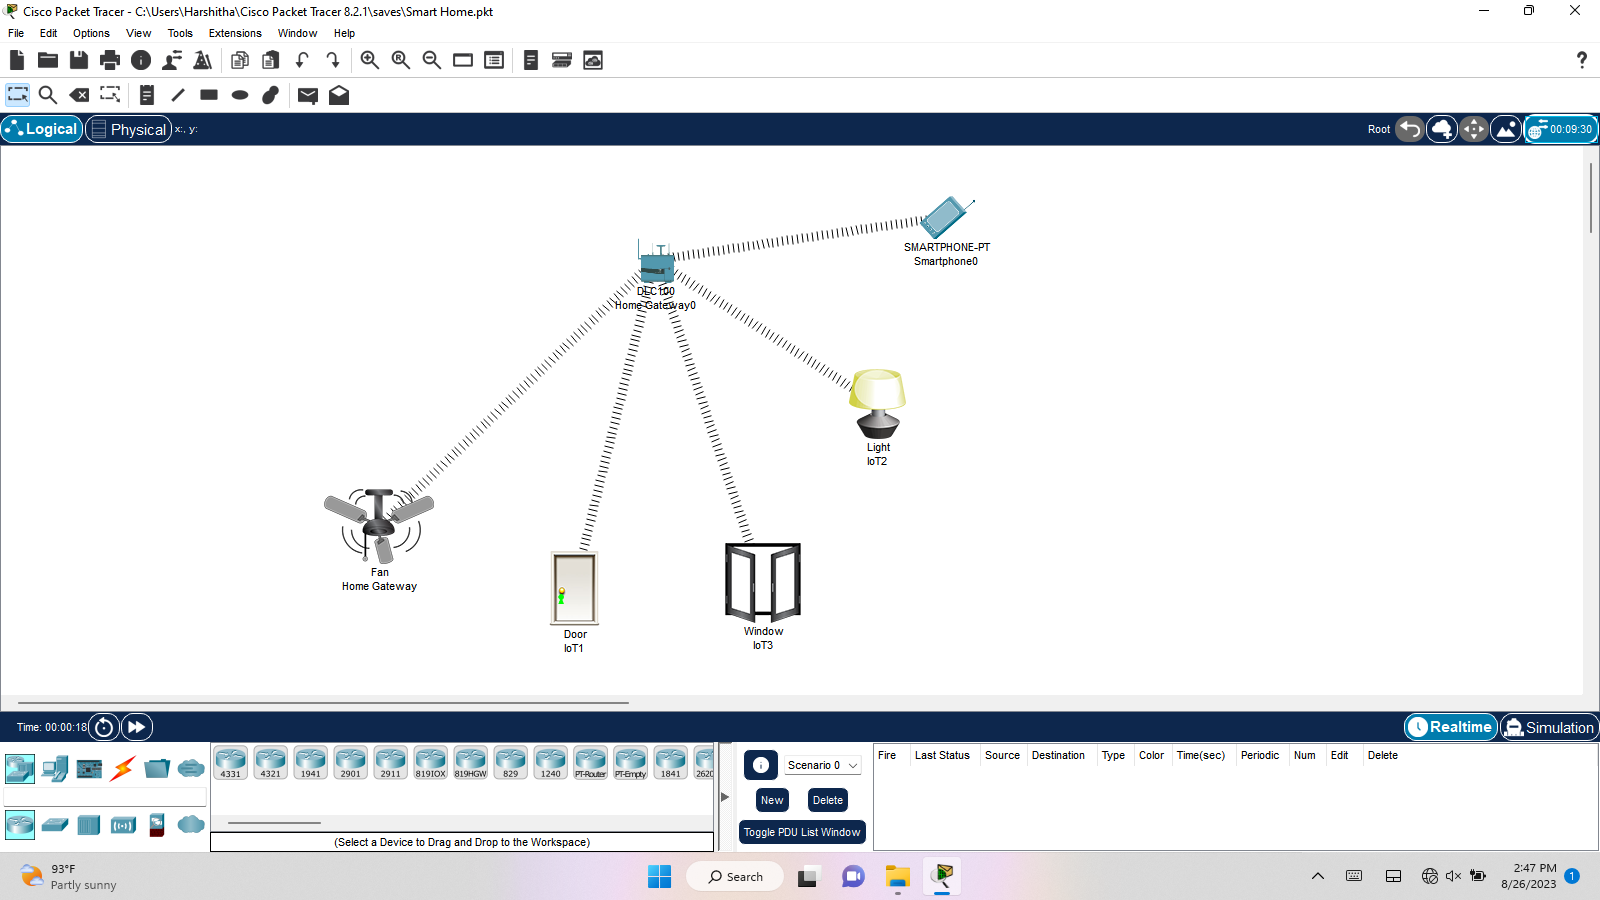 Cisco Packet Tracer - C:\Users\Harshitha\Cisco Packet Tracer 8.2.1\saves\Smart Home.pkt
File Edit Options View Tools Extensions Window Help
?
Logical Physical x:, y: Root 00:09:30
SMARTPHONE-PT
Smartphone0
DLC100
Home Gateway0
Light
IoT2
Fan
Home Gateway
Door
IoT1
Window
IoT3
Time: 00:00:18 Realtime Simulation
4331 4321 1941 2901 2911 819IOX 819HGW 829 1240 PT-Router PT-Empty 1841 2620
(Select a Device to Drag and Drop to the Workspace)
Scenario 0
New Delete
Toggle PDU List Window
Fire Last Status Source Destination Type Color Time(sec) Periodic Num Edit Delete
93°F
Partly sunny
Search
2:47 PM
8/26/2023
1